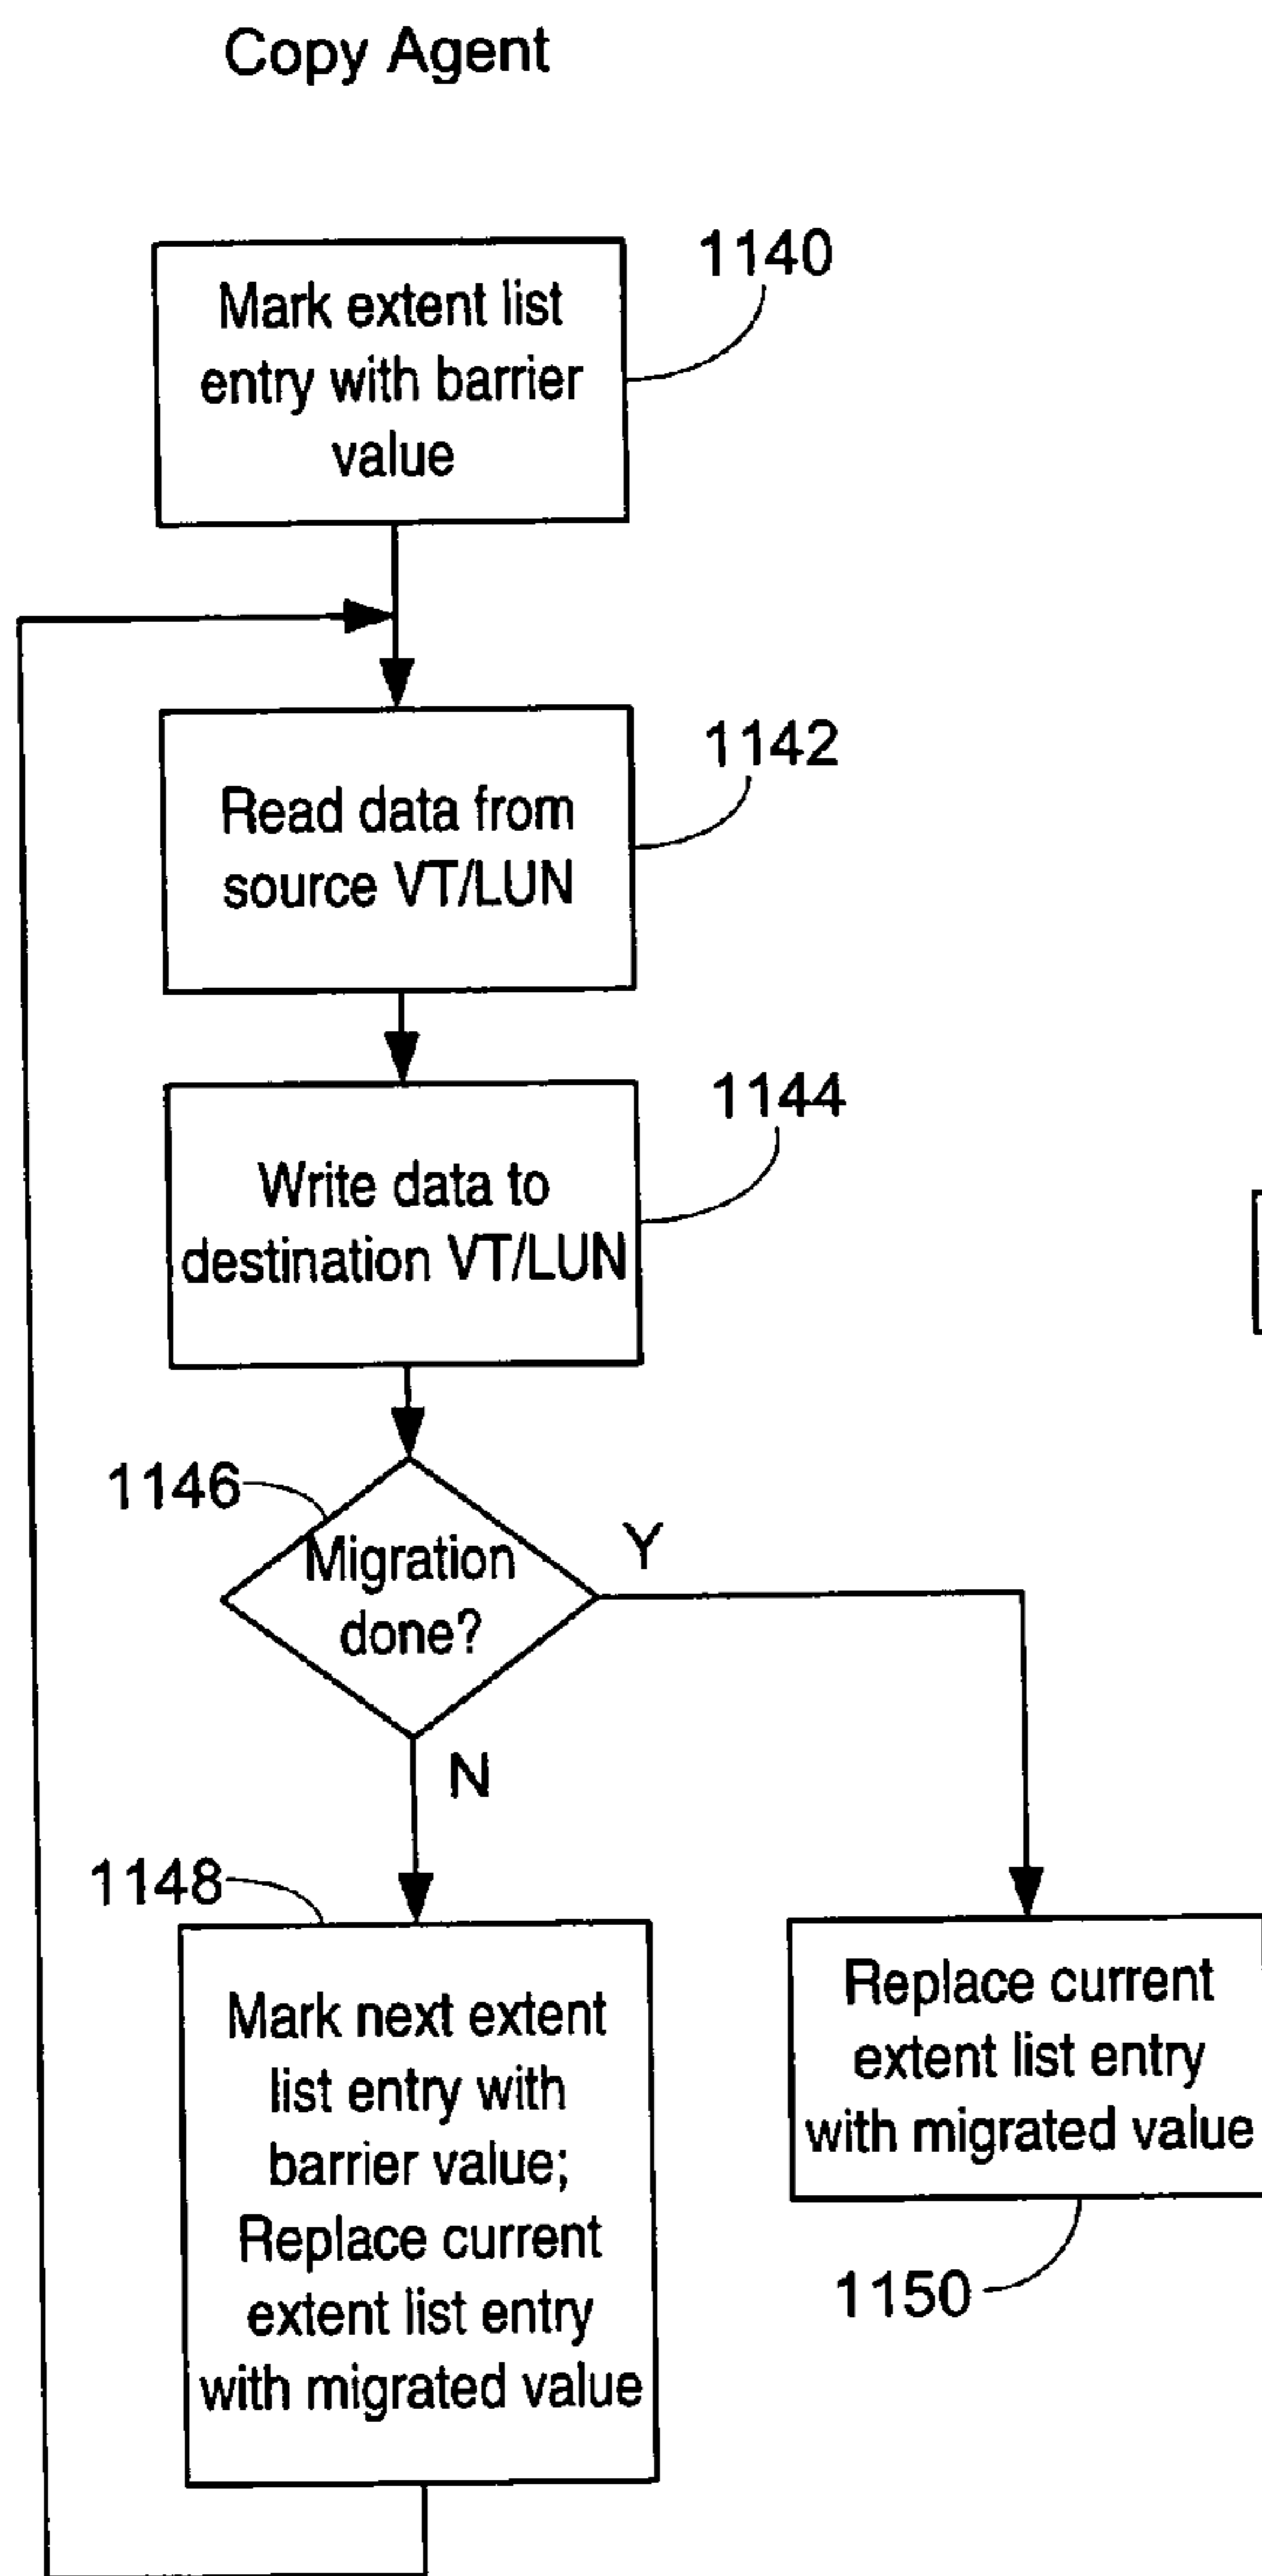 Copy Agent
1140
Mark extent list
entry with barrier
value
1142
Read data from
source VT/LUN
1144
Write data to
destination VT/LUN
1146
Migration
done?
Y
N
1148
Mark next extent
list entry with
barrier value;
Replace current
extent list entry
with migrated value
Replace current
extent list entry
with migrated value
1150